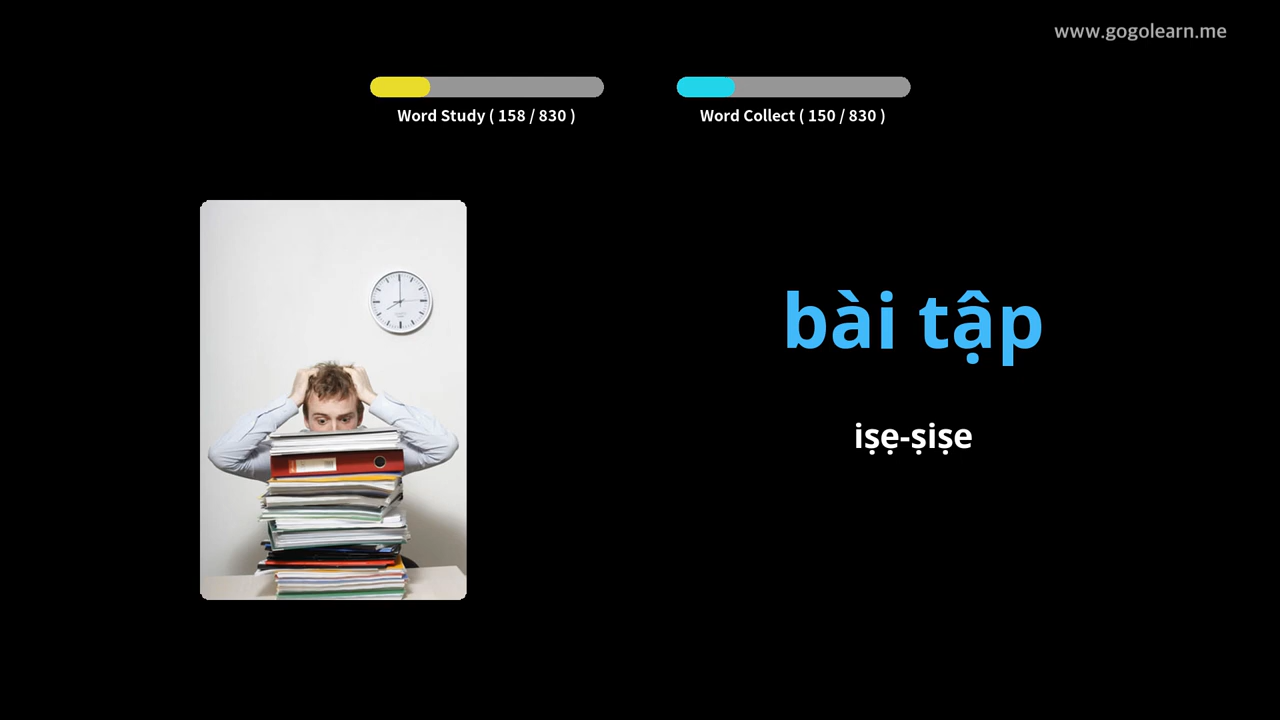 www.gogolearn.me
Word Study ( 158 / 830 )
Word Collect ( 150 / 830 )
bài tập
iṣẹ-ṣiṣe